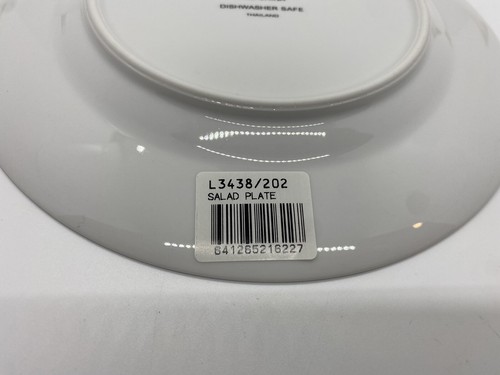 DISHWASHER SAFE
THAILAND
L3438/202
SALAD PLATE
641265216227